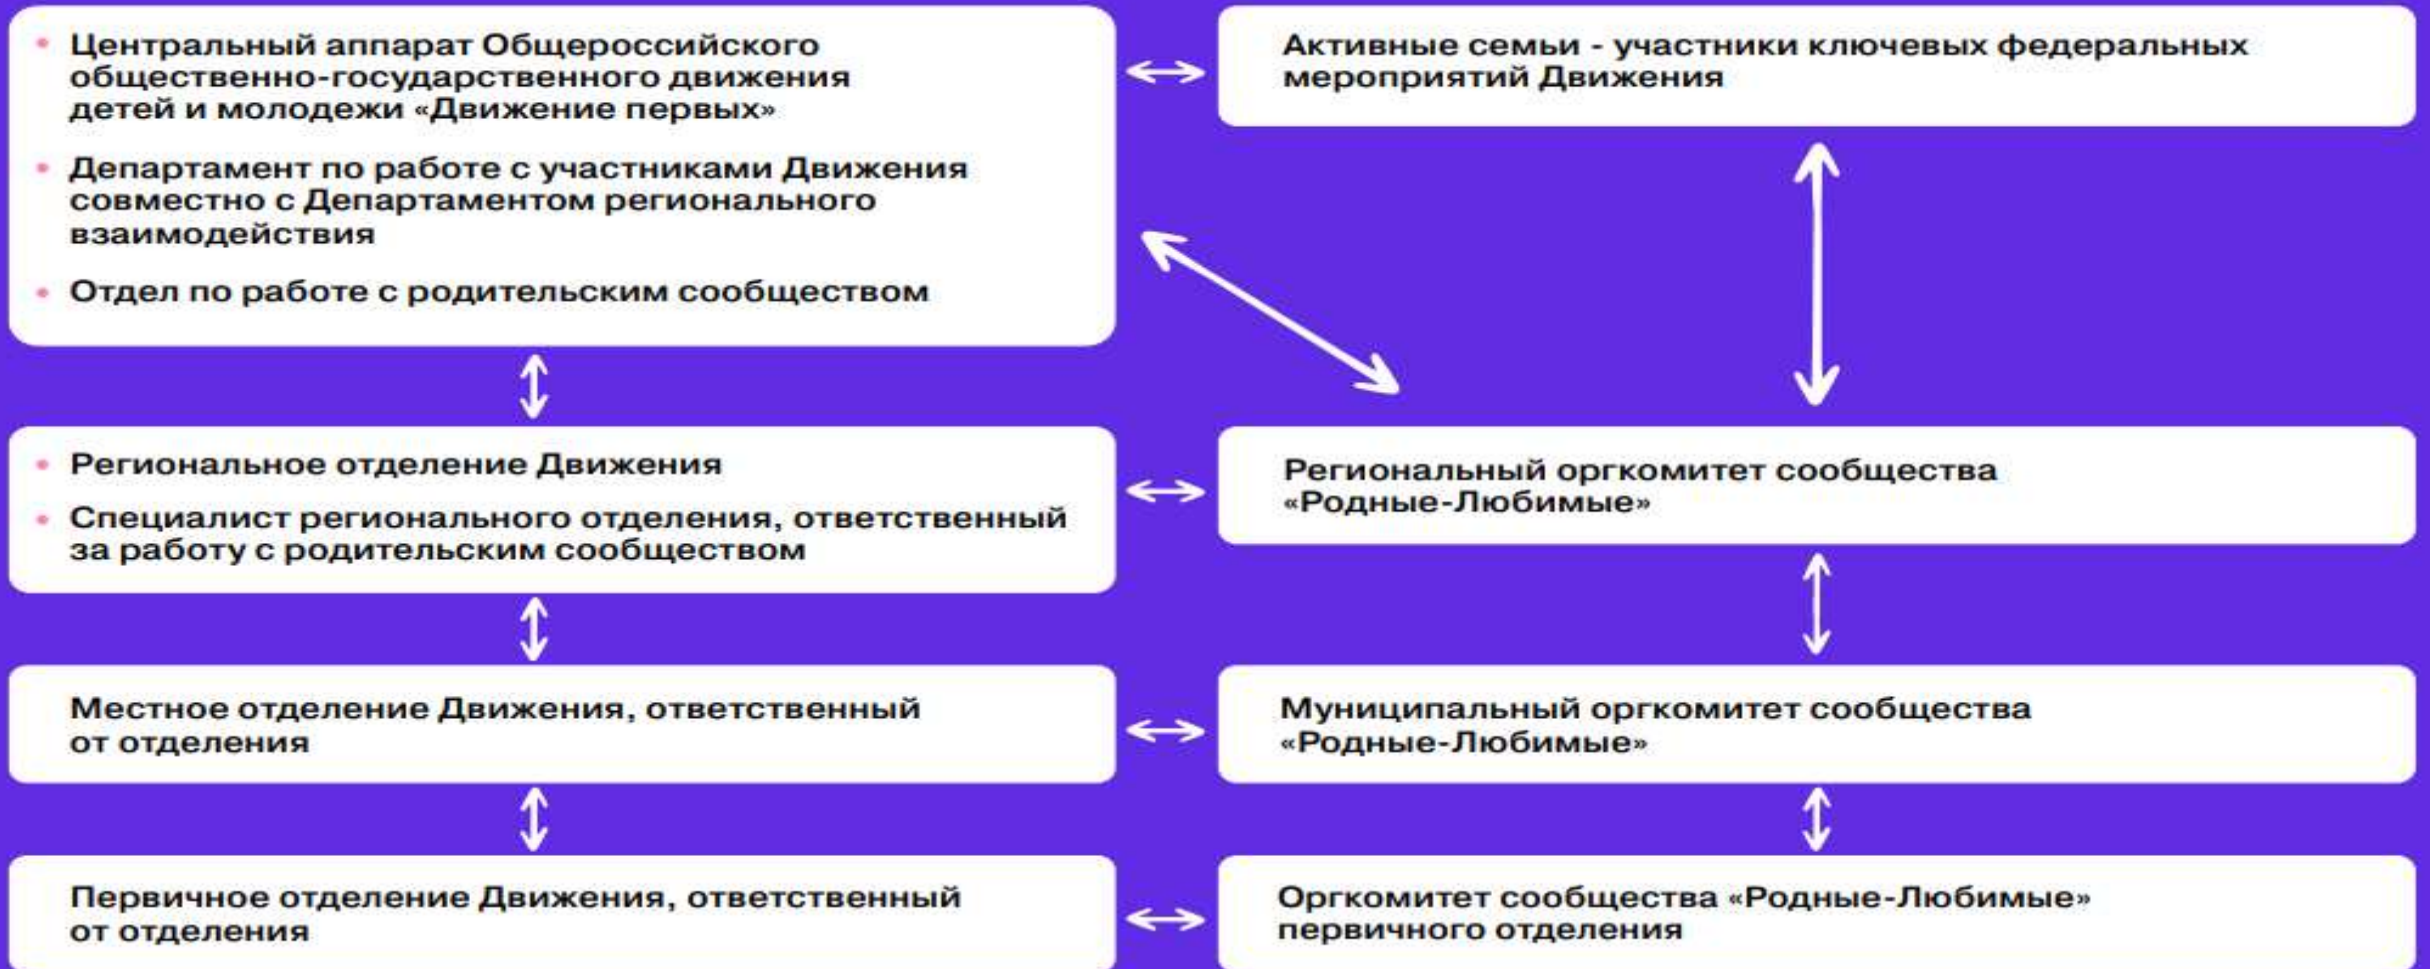 Центральный аппарат Общероссийского
общественно-государственного движения
детей и молодежи «Движение первых»
Департамент по работе с участниками Движения
совместно с Департаментом регионального
взаимодействия
Отдел по работе с родительским сообществом
Активные семьи - участники ключевых федеральных
мероприятий Движения
Региональное отделение Движения
Специалист регионального отделения, ответственный
за работу с родительским сообществом
Региональный оргкомитет сообщества
«Родные-Любимые»
Местное отделение Движения, ответственный
от отделения
Муниципальный оргкомитет сообщества
«Родные-Любимые»
Первичное отделение Движения, ответственный
от отделения
Оргкомитет сообщества «Родные-Любимые»
первичного отделения